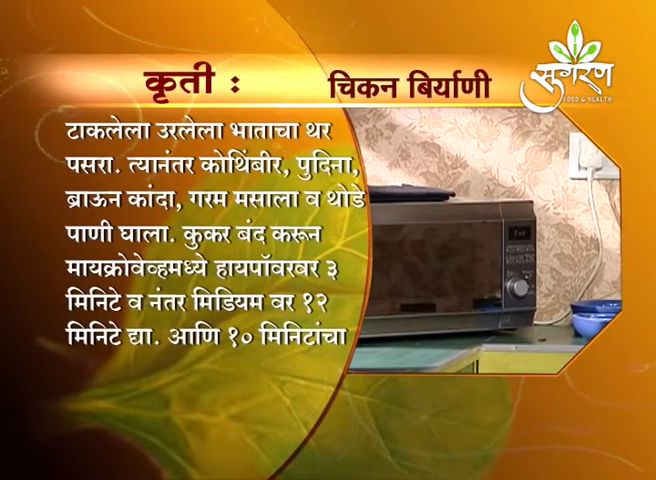 सुगरण
FOOD & HEALTH
कृती :
चिकन बिर्याणी
टाकलेला उरलेला भाताचा थर
पसरा. त्यानंतर कोथिंबीर, पुदिना,
ब्राऊन कांदा, गरम मसाला व थोडे
पाणी घाला. कुकर बंद करून
मायक्रोवेव्हमध्ये हायपॉवरवर ३
मिनिटे व नंतर मिडियम वर १२
मिनिटे द्या. आणि १० मिनिटांचा